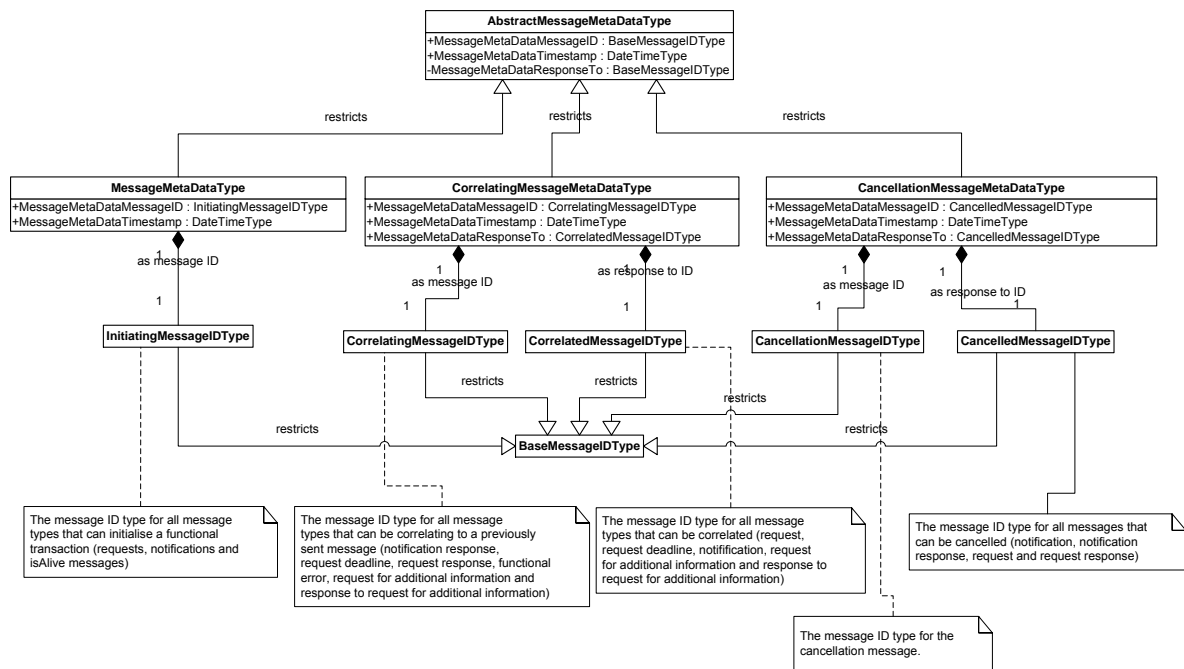 AbstractMessageMetaDataType
+MessageMetaDataMessageID : BaseMessageIDType
+MessageMetaDataTimestamp : DateTimeType
-MessageMetaDataResponseTo : BaseMessageIDType
restricts
restricts
restricts
MessageMetaDataType
+MessageMetaDataMessageID : InitiatingMessageIDType
+MessageMetaDataTimestamp : DateTimeType
CorrelatingMessageMetaDataType
+MessageMetaDataMessageID : CorrelatingMessageIDType
+MessageMetaDataTimestamp : DateTimeType
+MessageMetaDataResponseTo : CorrelatedMessageIDType
CancellationMessageMetaDataType
+MessageMetaDataMessageID : CancelledMessageIDType
+MessageMetaDataTimestamp : DateTimeType
+MessageMetaDataResponseTo : CancelledMessageIDType
1
as message ID
1
1
as message ID
1
1
as response to ID
1
1
as message ID
1
1
as response to ID
1
InitiatingMessageIDType
CorrelatingMessageIDType
CorrelatedMessageIDType
CancellationMessageIDType
CancelledMessageIDType
restricts
restricts
restricts
restricts
restricts
BaseMessageIDType
The message ID type for all message
types that can initialise a functional
transaction (requests, notifications and
isAlive messages)
The message ID type for all message
types that can be correlating to a previously
sent message (notification response,
request deadline, request response, functional
error, request for additional information and
response to request for additional information)
The message ID type for all message
types that can be correlated (request,
request deadline, notifification, request
for additional information and response to
request for additional information)
The message ID type for all messages that
can be cancelled (notification, notification
response, request and request response)
The message ID type for the
cancellation message.